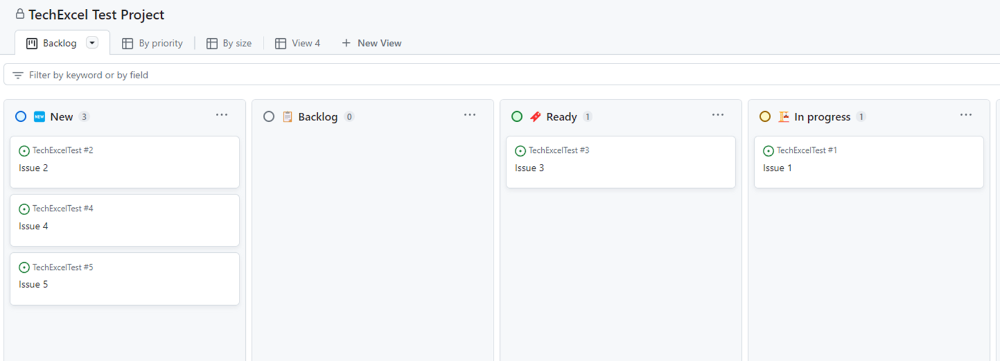 TechExcel Test Project
Backlog By priority By size View 4 New View
Filter by keyword or by field
NEW New 3
TechExcelTest #2
Issue 2
TechExcelTest #4
Issue 4
TechExcelTest #5
Issue 5
Backlog 0
Ready 1
TechExcelTest #3
Issue 3
In progress 1
TechExcelTest #1
Issue 1